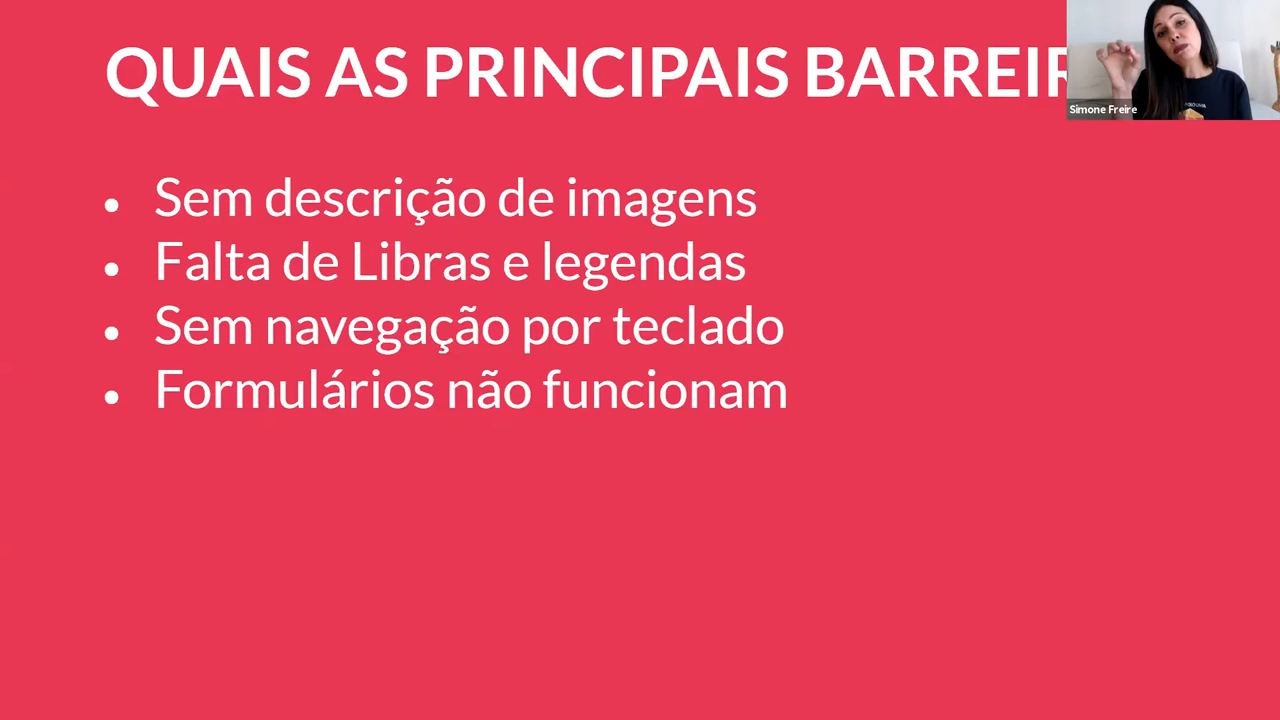 QUAIS AS PRINCIPAIS BARREIR
Simone Freire
• Sem descrição de imagens
• Falta de Libras e legendas
• Sem navegação por teclado
• Formulários não funcionam